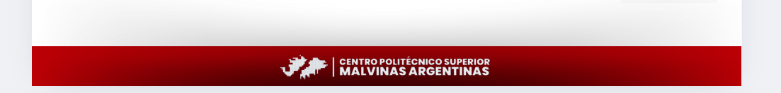 CENTRO POLITÉCNICO SUPERIOR
MALVINAS ARGENTINAS